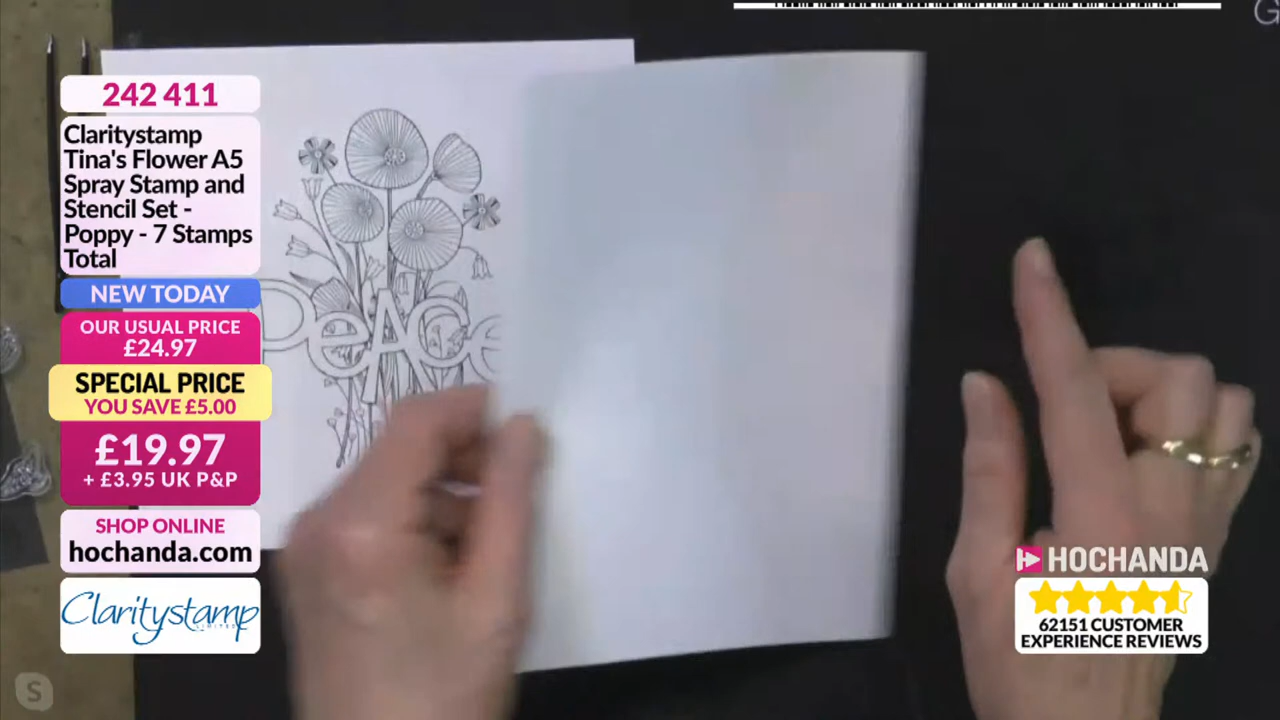 242 411
Claritystamp
Tina's Flower A5
Spray Stamp and
Stencil Set -
Poppy - 7 Stamps
Total
NEW TODAY
OUR USUAL PRICE
£24.97
SPECIAL PRICE
YOU SAVE £5.00
£19.97
+ £3.95 UK P&P
SHOP ONLINE
hochanda.com
Claritystamp
LIMITED
PeAce
HOCHANDA
62151 CUSTOMER
EXPERIENCE REVIEWS
S
G